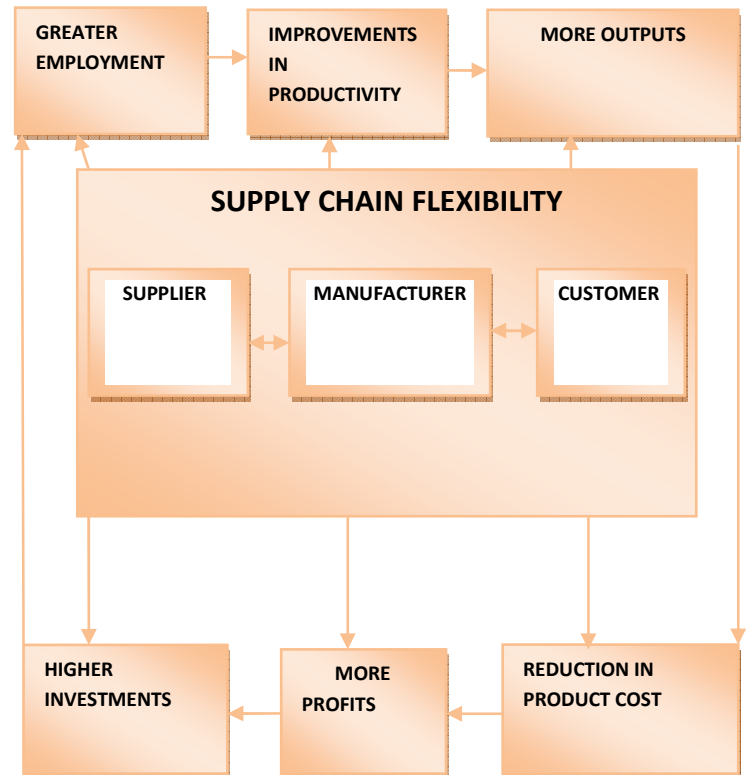 GREATER
EMPLOYMENT
IMPROVEMENTS
IN
PRODUCTIVITY
MORE OUTPUTS
SUPPLY CHAIN FLEXIBILITY
SUPPLIER
MANUFACTURER
CUSTOMER
HIGHER
INVESTMENTS
MORE
PROFITS
REDUCTION IN
PRODUCT COST